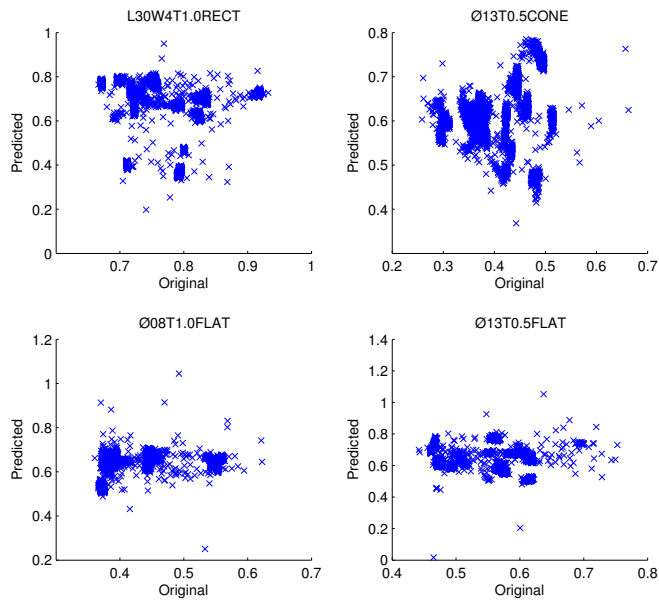 L30W4T1.0RECT
1
0.8
0.6
0.4
0.2
0
Predicted
0.7 0.8 0.9 1
Original
Ø13T0.5CONE
0.8
0.7
0.6
0.5
0.4
Predicted
0.2 0.3 0.4 0.5 0.6 0.7
Original
Ø08T1.0FLAT
1.2
1
0.8
0.6
0.4
0.2
Predicted
0.4 0.5 0.6 0.7
Original
Ø13T0.5FLAT
1.4
1.2
1
0.8
0.6
0.4
0.2
0
Predicted
0.4 0.5 0.6 0.7 0.8
Original